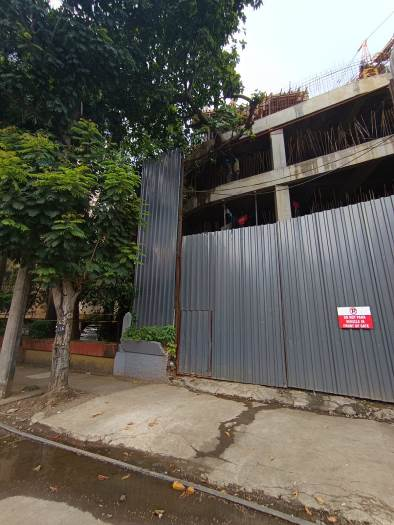 DO NOT PARK
VEHICLE IN
FRONT OF GATE